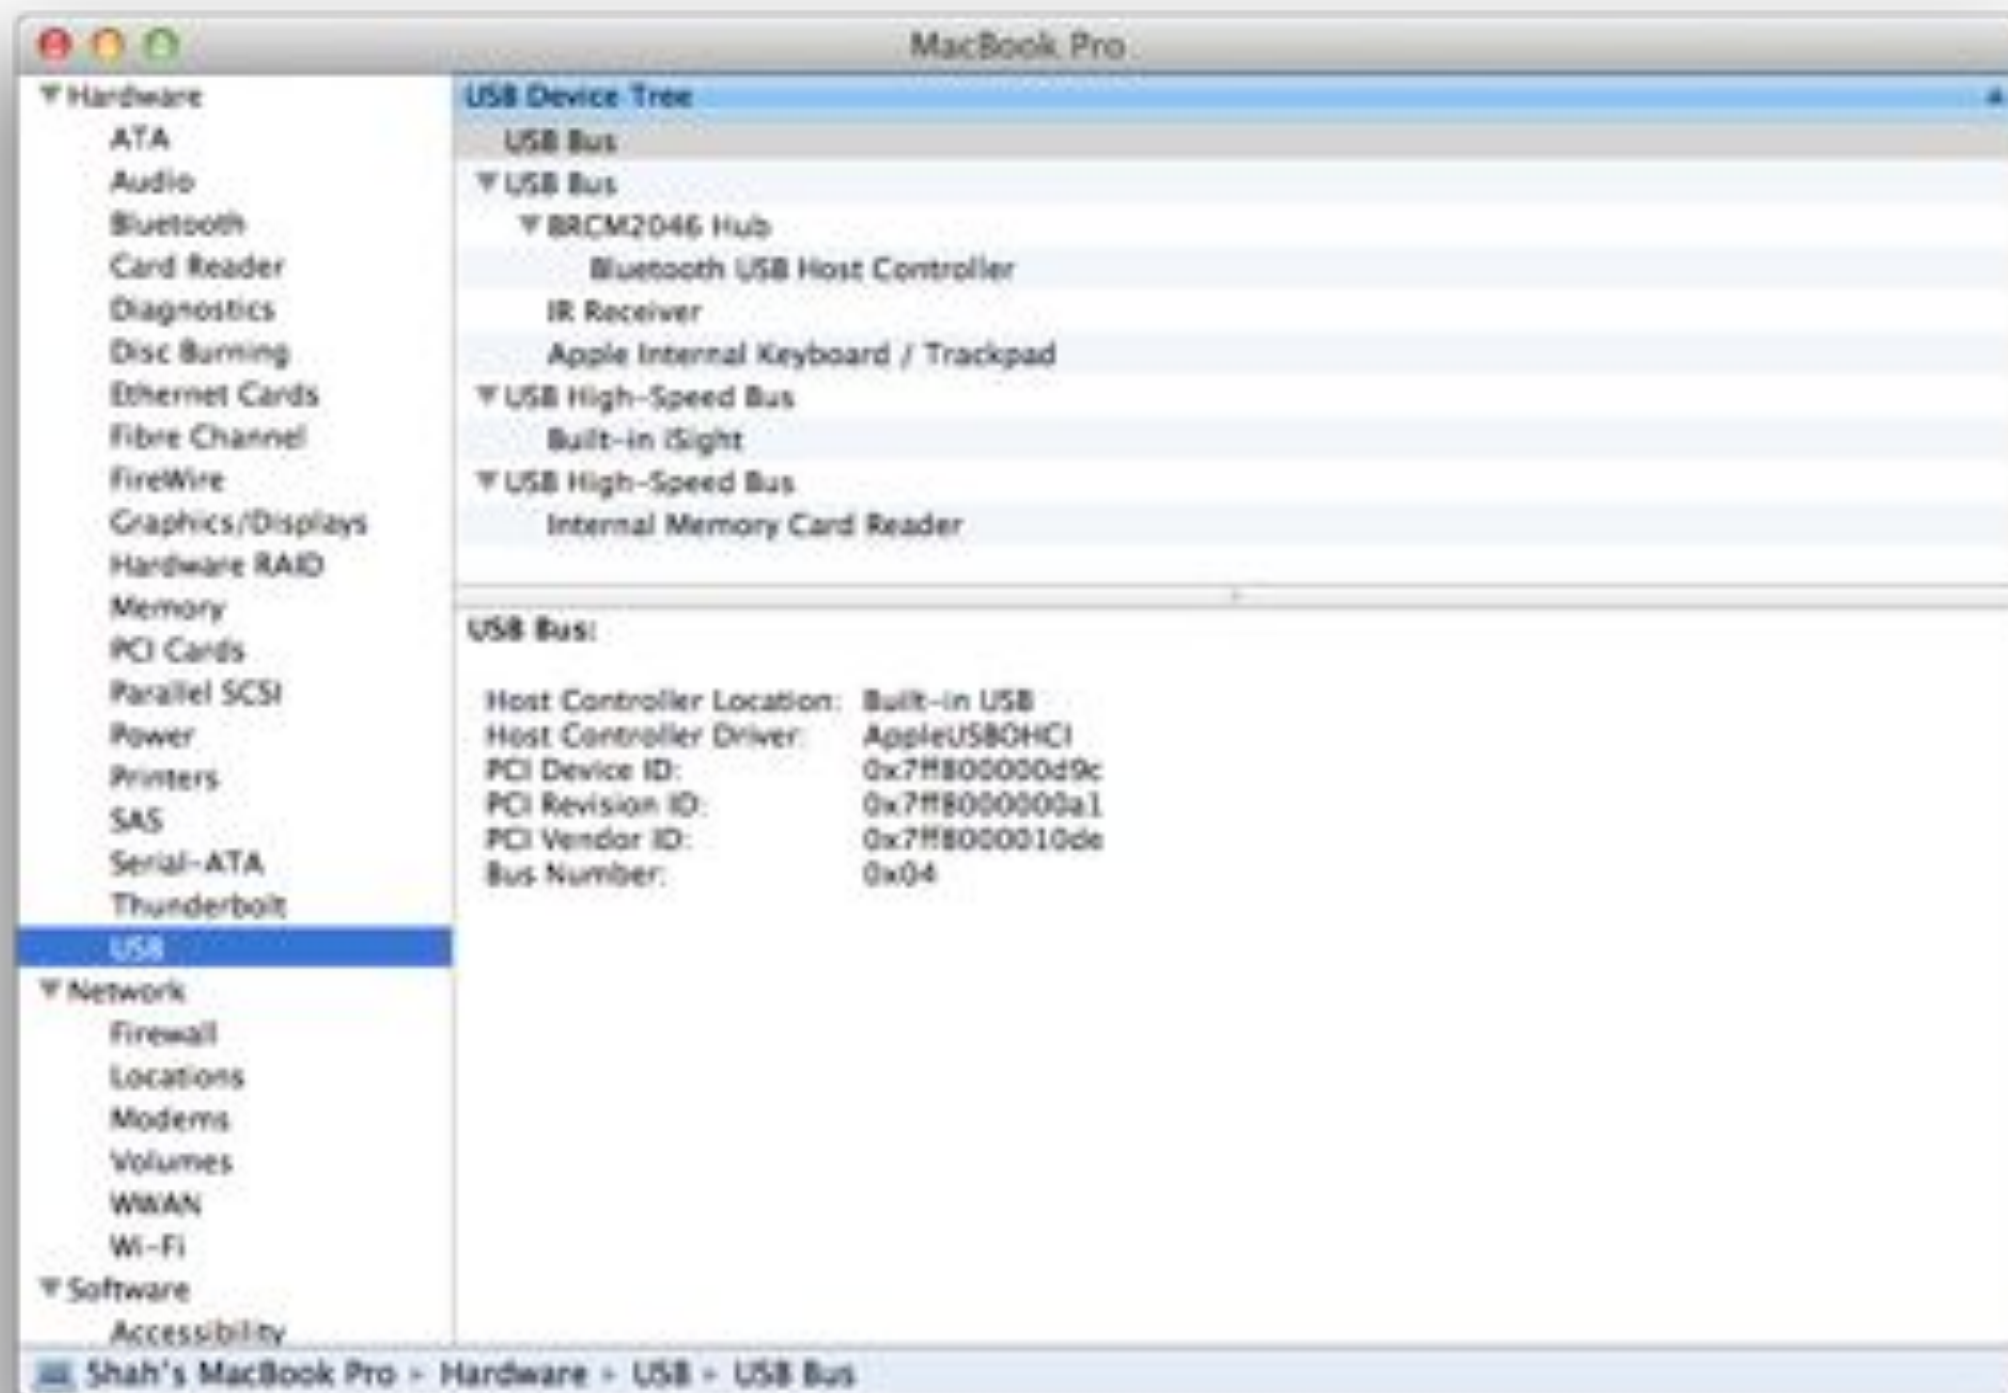 MacBook Pro
Hardware
ATA
Audio
Bluetooth
Card Reader
Diagnostics
Disc Burning
Ethernet Cards
Fibre Channel
FireWire
Graphics/Displays
Hardware RAID
Memory
PCI Cards
Parallel SCSI
Power
Printers
SAS
Serial-ATA
Thunderbolt
USB
Network
Firewall
Locations
Modems
Volumes
WWAN
Wi-Fi
Software
Accessibility
USB Device Tree
USB Bus
USB Bus
BRCM2046 Hub
Bluetooth USB Host Controller
IR Receiver
Apple Internal Keyboard / Trackpad
USB High-Speed Bus
Built-in iSight
USB High-Speed Bus
Internal Memory Card Reader
USB Bus:
Host Controller Location: Built-in USB
Host Controller Driver: AppleUSBOHCI
PCI Device ID: 0x7ff800000d9c
PCI Revision ID: 0x7ff8000000a1
PCI Vendor ID: 0x7ff8000010de
Bus Number: 0x04
Shah's MacBook Pro ▸ Hardware ▸ USB ▸ USB Bus